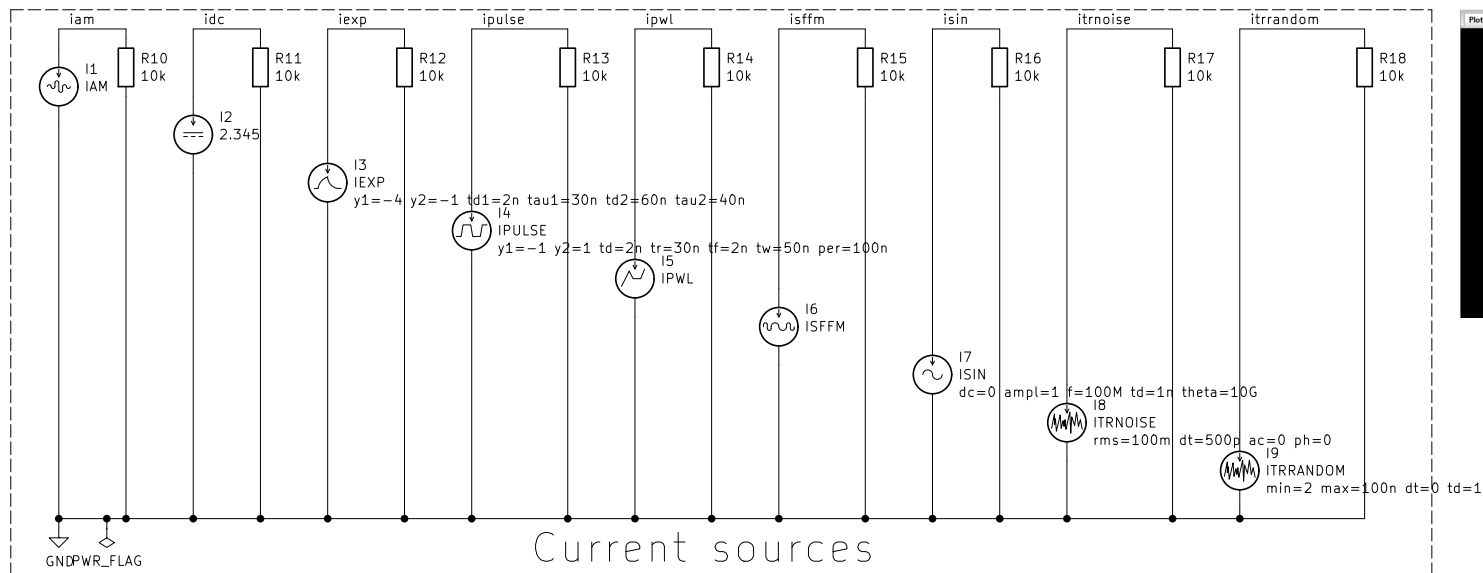 iam
idc
iexp
ipulse
ipwl
isffm
isin
itrnoise
itrrandom
Plot
R10
10k
R11
10k
R12
10k
R13
10k
R14
10k
R15
10k
R16
10k
R17
10k
R18
10k
I1
IAM
I2
2.345
I3
IEXP
y1=-4 y2=-1 td1=2n tau1=30n td2=60n tau2=40n
I4
IPULSE
y1=-1 y2=1 td=2n tr=30n tf=2n tw=50n per=100n
I5
IPWL
I6
ISFFM
I7
ISIN
dc=0 ampl=1 f=100M td=1n theta=10G
I8
ITRNOISE
rms=100m dt=500p ac=0 ph=0
I9
ITRRANDOM
min=2 max=100n dt=0 td=1
GND
PWR_FLAG
Current sources